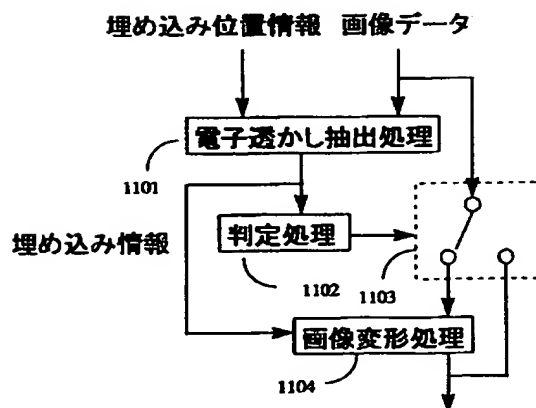 埋め込み位置情報 画像データ
電子透かし抽出処理
1101
埋め込み情報
判定処理
1102
1103
画像変形処理
1104